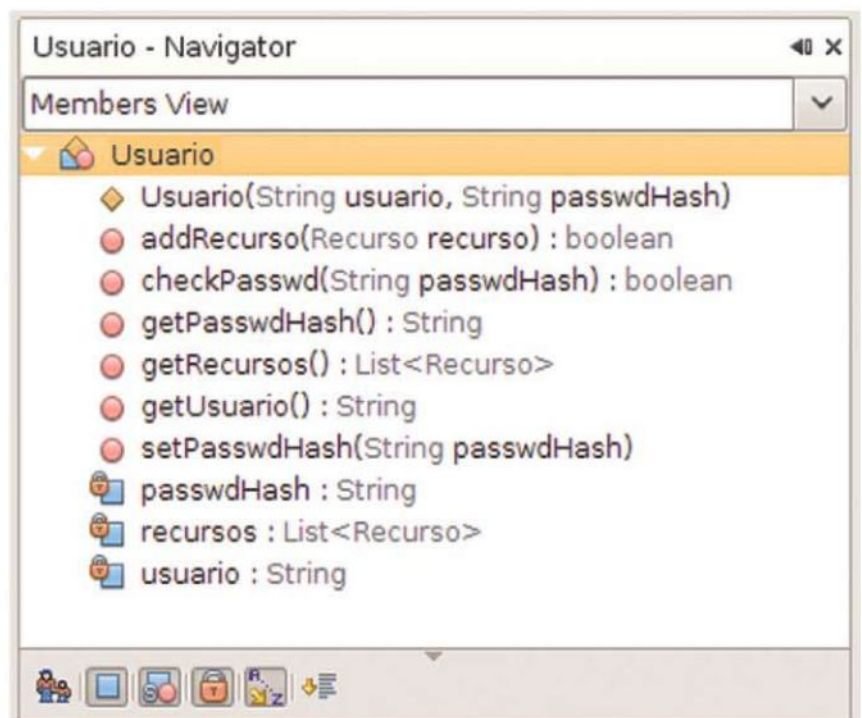 Usuario - Navigator
Members View
Usuario
Usuario(String usuario, String passwdHash)
addRecurso(Recurso recurso) : boolean
checkPasswd(String passwdHash) : boolean
getPasswdHash() : String
getRecursos() : List<Recurso>
getUsuario() : String
setPasswdHash(String passwdHash)
passwdHash : String
recursos : List<Recurso>
usuario : String